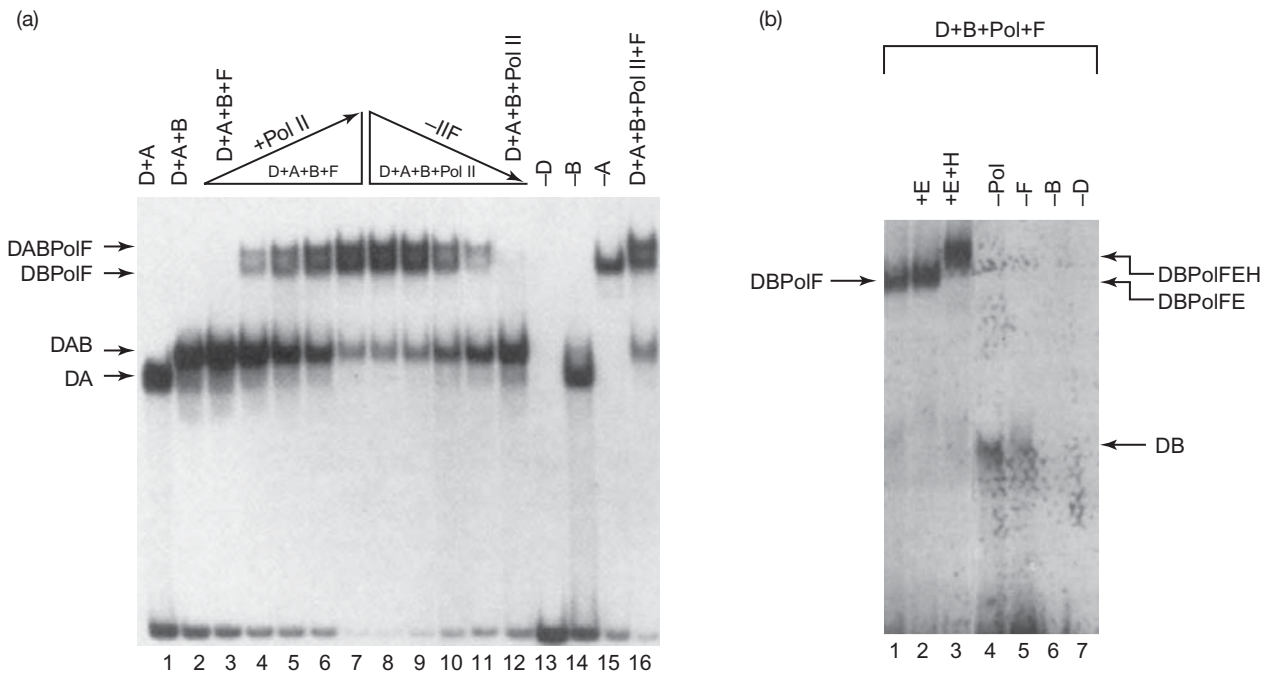 (a)
D+A
D+A+B
D+A+B+F
+Pol II
D+A+B+F
–IIF
D+A+B+Pol II
D+A+B+Pol II
–D
–B
–A
D+A+B+Pol II+F
DABPolF
DBPolF
DAB
DA
1 2 3 4 5 6 7 8 9 10 11 12 13 14 15 16
(b)
D+B+Pol+F
+E
+E+H
–Pol
–F
–B
–D
DBPolF
DBPolFEH
DBPolFE
DB
1 2 3 4 5 6 7